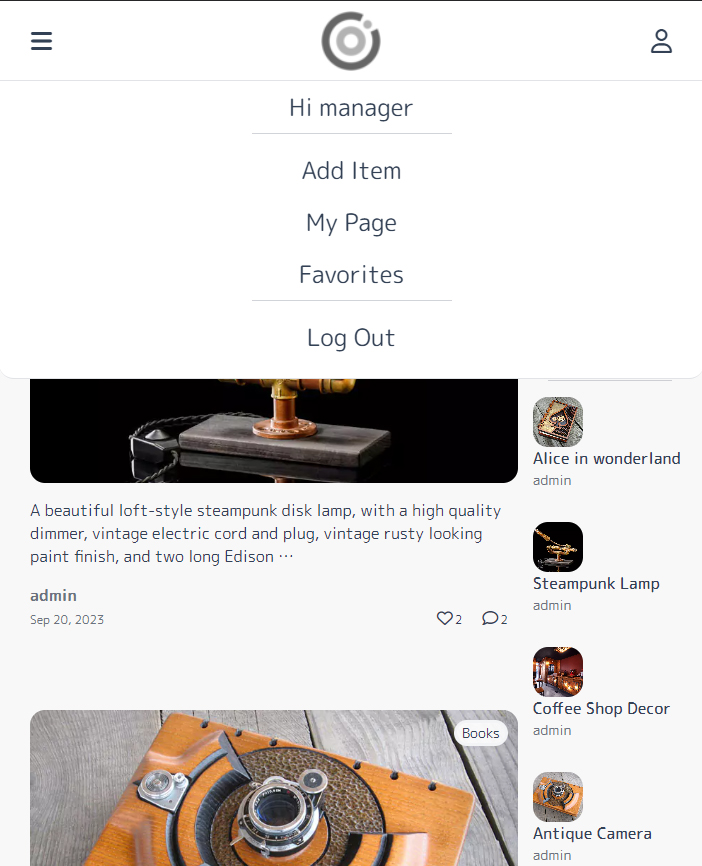 Hi manager
Add Item
My Page
Favorites
Log Out
A beautiful loft-style steampunk disk lamp, with a high quality
dimmer, vintage electric cord and plug, vintage rusty looking
paint finish, and two long Edison ⋯
admin
Sep 20, 2023
2
2
Books
Alice in wonderland
admin
Steampunk Lamp
admin
Coffee Shop Decor
admin
Antique Camera
admin